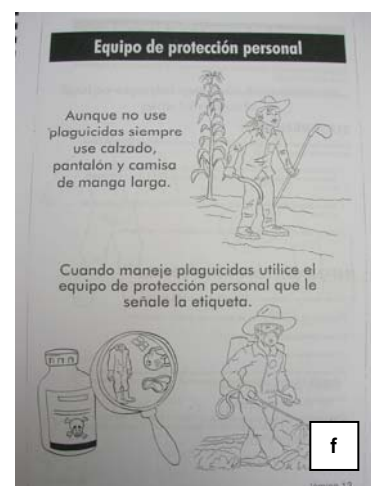 Equipo de protección personal
Aunque no use
plaguicidas siempre
use calzado,
pantalón y camisa
de manga larga.
Cuando maneje plaguicidas utilice el
equipo de protección personal que le
señale la etiqueta.
f